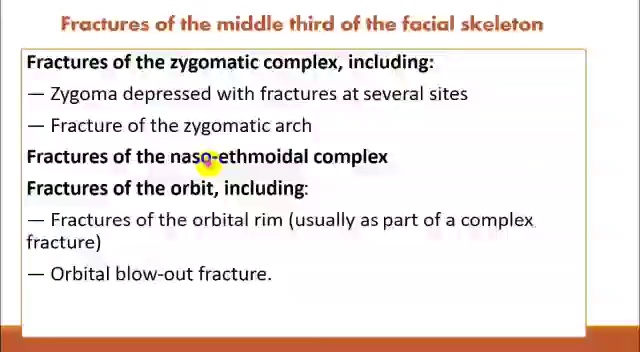 Fractures of the middle third of the facial skeleton
Fractures of the zygomatic complex, including:
— Zygoma depressed with fractures at several sites
— Fracture of the zygomatic arch
Fractures of the naso-ethmoidal complex
Fractures of the orbit, including:
— Fractures of the orbital rim (usually as part of a complex
fracture)
— Orbital blow-out fracture.